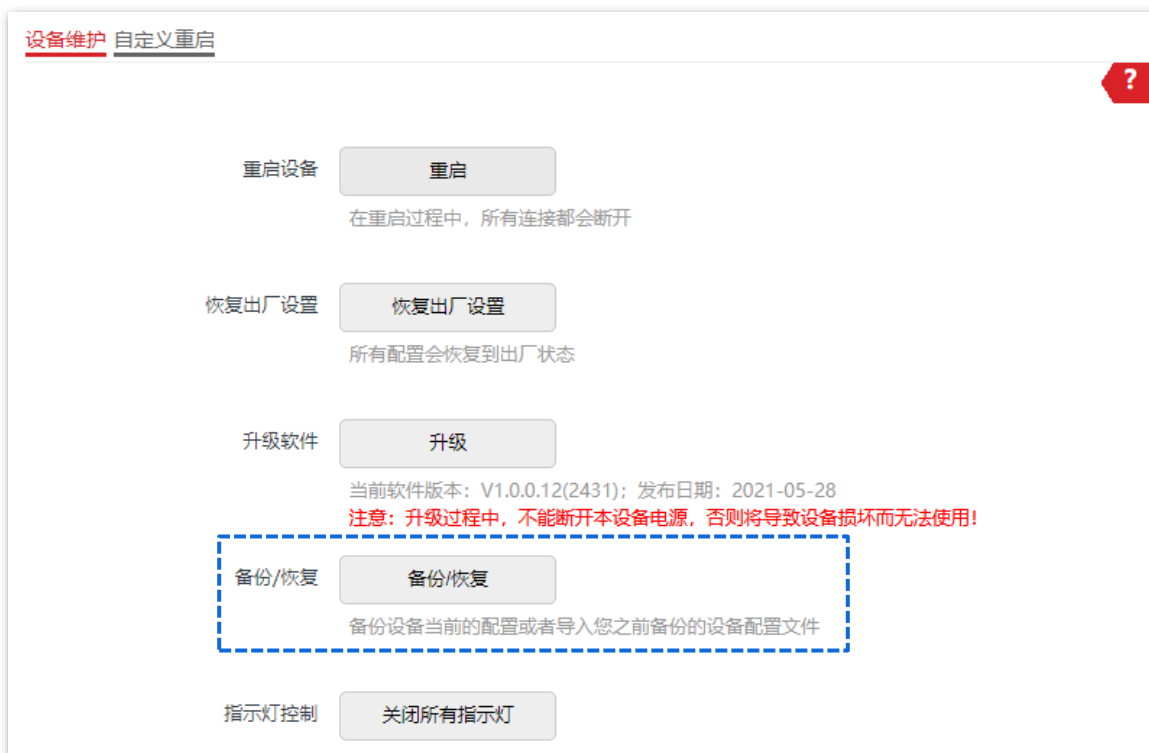 设备维护 自定义重启
?
重启设备 重启
在重启过程中，所有连接都会断开
恢复出厂设置 恢复出厂设置
所有配置会恢复到出厂状态
升级软件 升级
当前软件版本：V1.0.0.12(2431)；发布日期：2021-05-28
注意：升级过程中，不能断开本设备电源，否则将导致设备损坏而无法使用!
备份/恢复 备份/恢复
备份设备当前的配置或者导入您之前备份的设备配置文件
指示灯控制 关闭所有指示灯